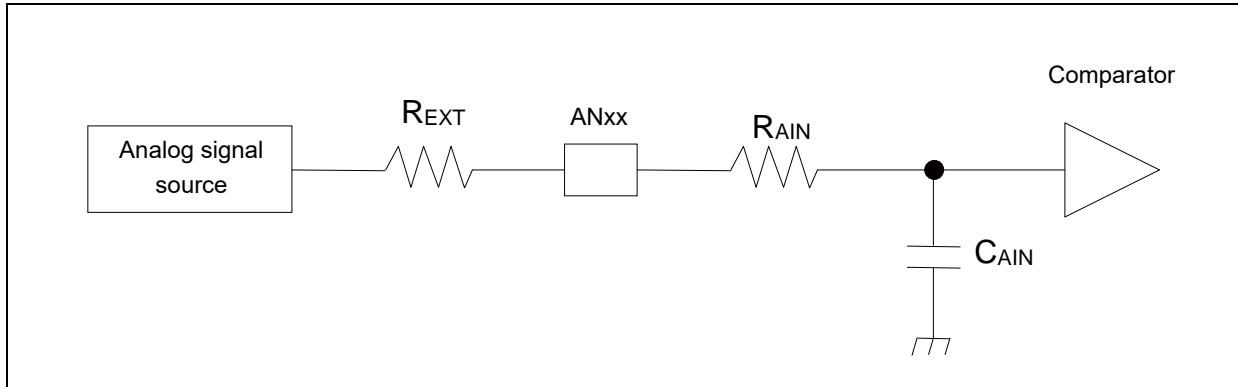 Comparator
REXT
ANxx
RAIN
Analog signal
source
CAIN